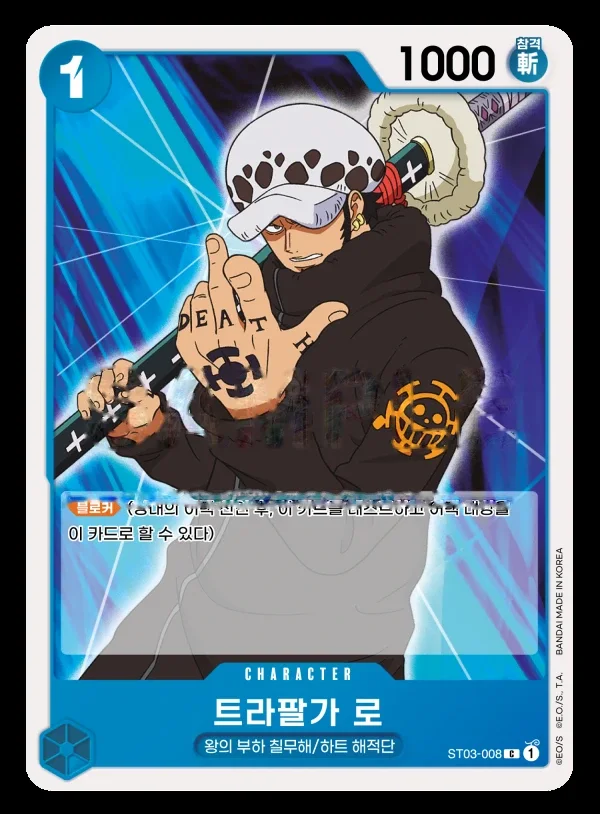 1
1000
참격
斬
DEATH
블로커
이 카드로 할 수 있다)
CHARACTER
트라팔가 로
왕의 부하 칠무해/하트 해적단
ST03-008 C 1
©EO/S ©E.O./S., T.A. BANDAI MADE IN KOREA